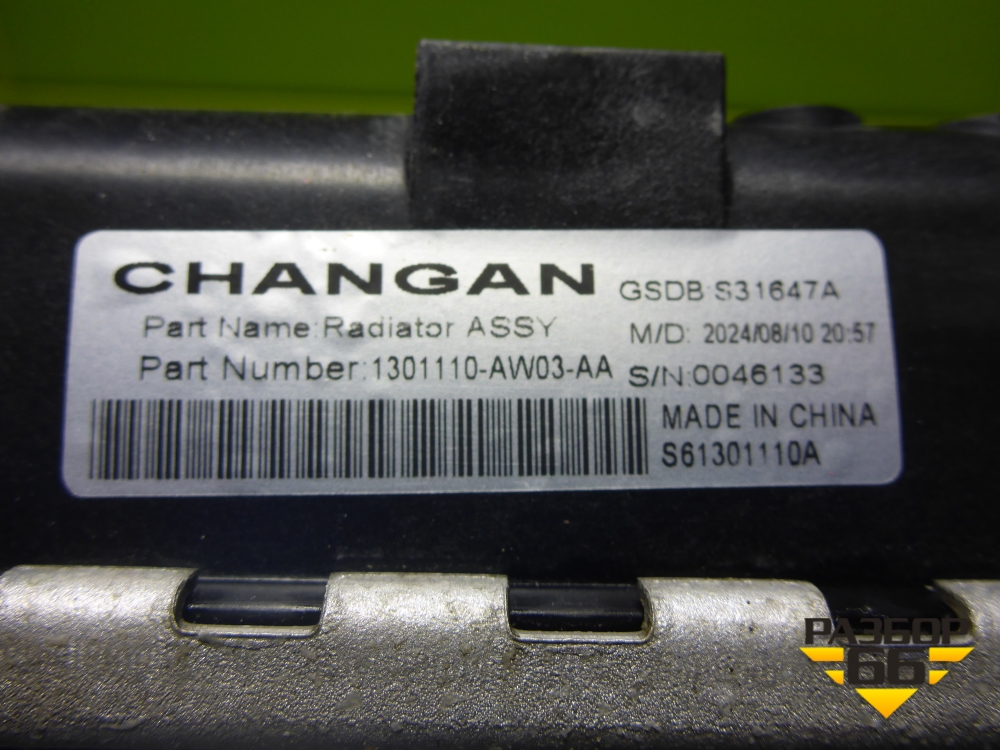 CHANGAN
GSDB:S31647A
Part Name:Radiator ASSY
M/D: 2024/08/10 20:57
Part Number:1301110-AW03-AA
S/N:0046133
MADE IN CHINA
S61301110A
РАЗБОР
66